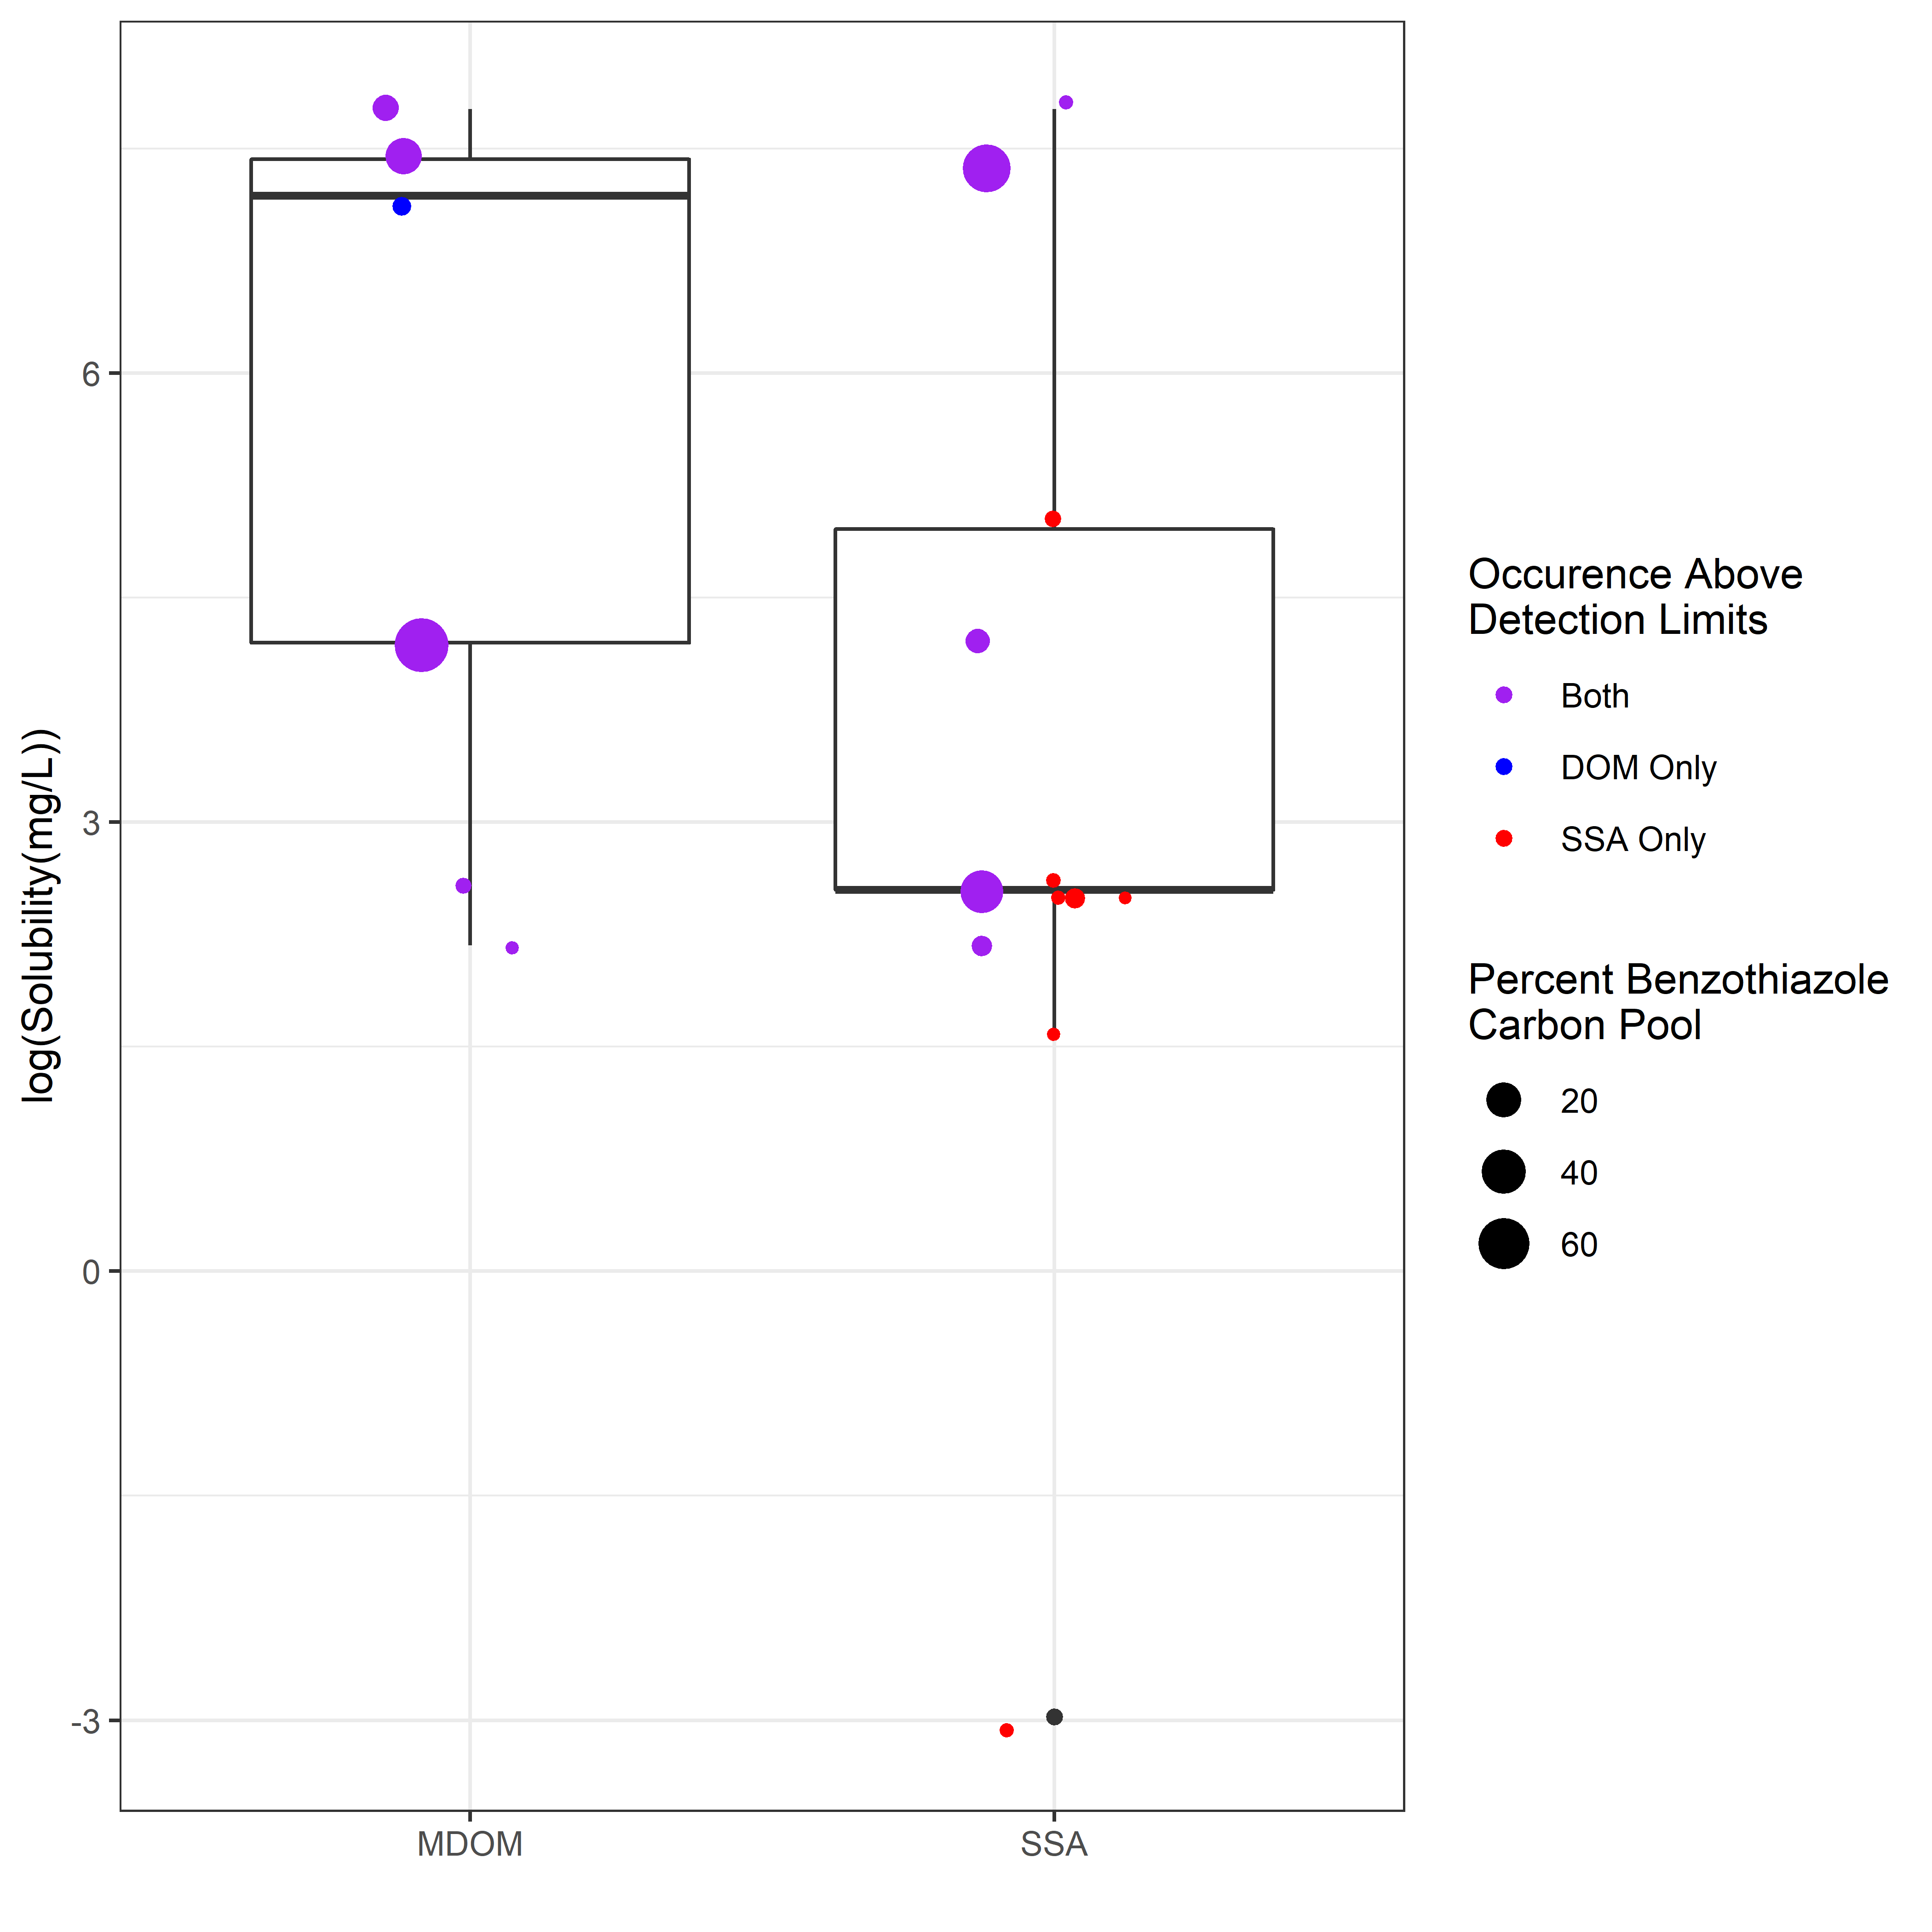 log(Solubility(mg/L))
6
3
0
-3
MDOM
SSA
Occurence Above
Detection Limits
Both
DOM Only
SSA Only
Percent Benzothiazole
Carbon Pool
20
40
60